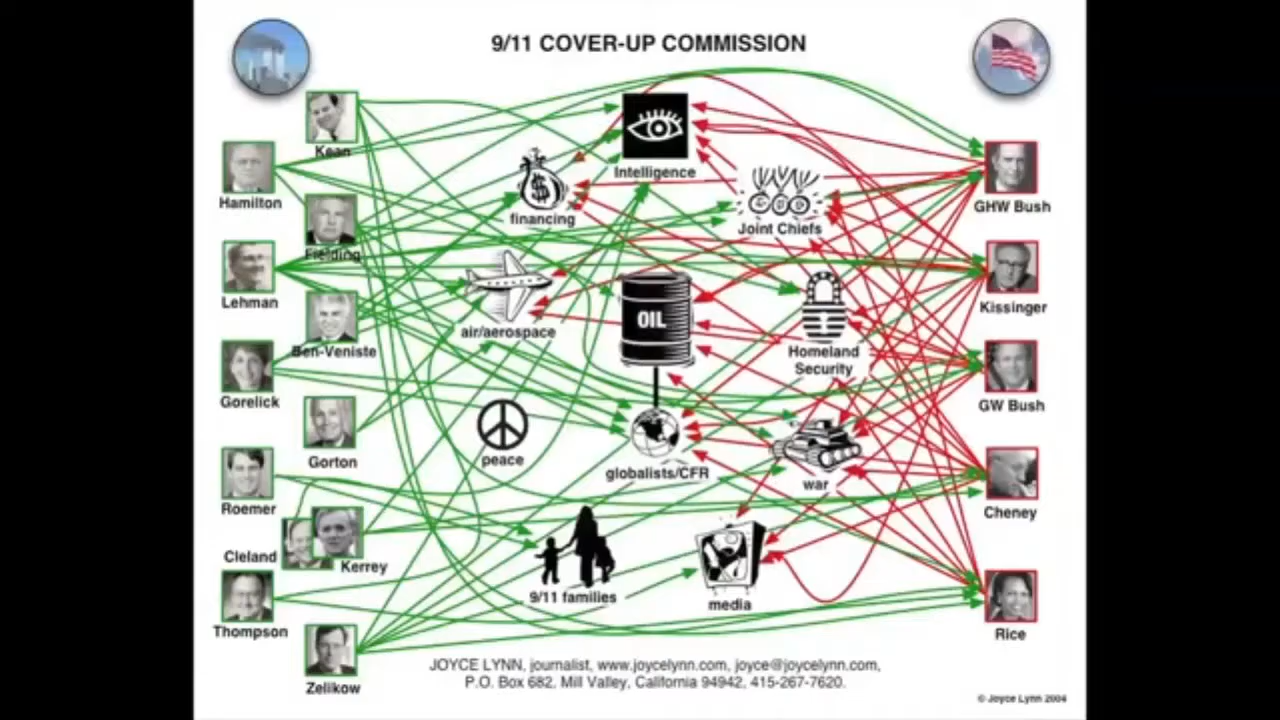 9/11 COVER-UP COMMISSION
Kean
Hamilton
Fielding
Lehman
Ben-Veniste
Gorelick
Gorton
Roemer
Cleland
Kerrey
Thompson
Zelikow
Intelligence
financing
Joint Chiefs
air/aerospace
OIL
Homeland
Security
peace
globalists/CFR
war
9/11 families
media
GHW Bush
Kissinger
GW Bush
Cheney
Rice
JOYCE LYNN, journalist, www.joycelynn.com, joyce@joycelynn.com,
P.O. Box 682, Mill Valley, California 94942, 415-267-7620.
© Joyce Lynn 2004